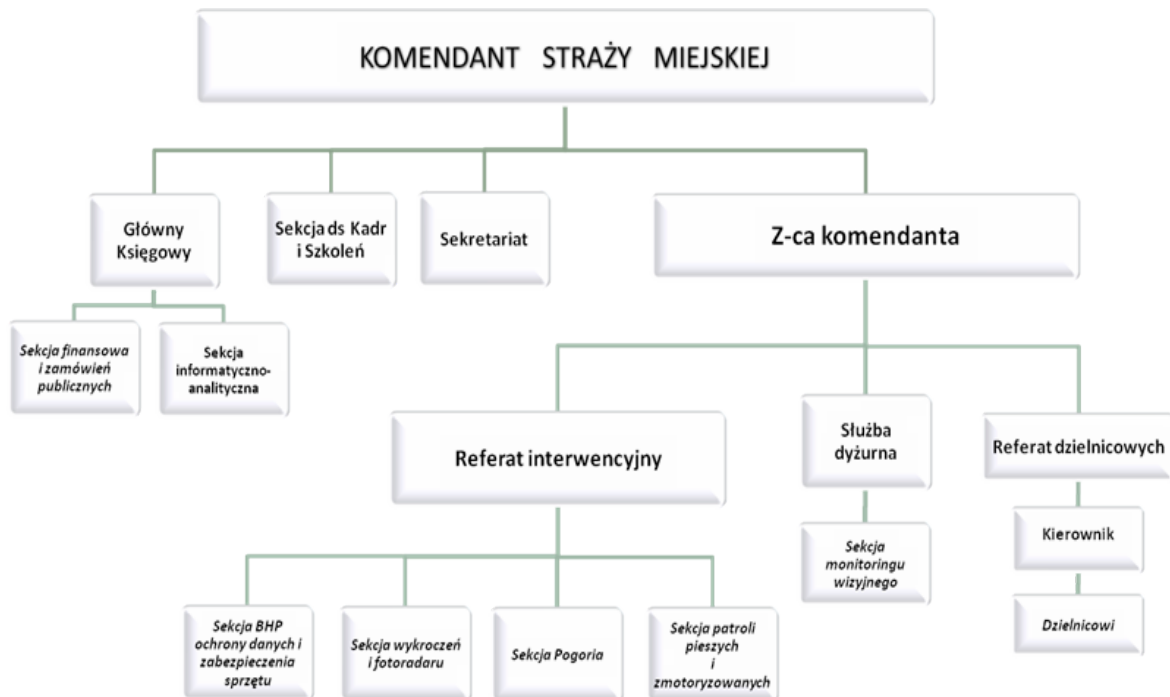 KOMENDANT STRAŻY MIEJSKIEJ
Główny
Księgowy
Sekcja ds Kadr
i Szkoleń
Sekretariat
Z-ca komendanta
Sekcja finansowa
i zamówień
publicznych
Sekcja
informatyczno-
analityczna
Referat interwencyjny
Służba
dyżurna
Referat dzielnicowych
Sekcja
monitoringu
wizyjnego
Kierownik
Dzielnicowi
Sekcja BHP
ochrony danych i
zabezpieczenia
sprzętu
Sekcja wykroczeń
i fotoradaru
Sekcja Pogoria
Sekcja patroli
pieszych
i
zmotoryzowanych